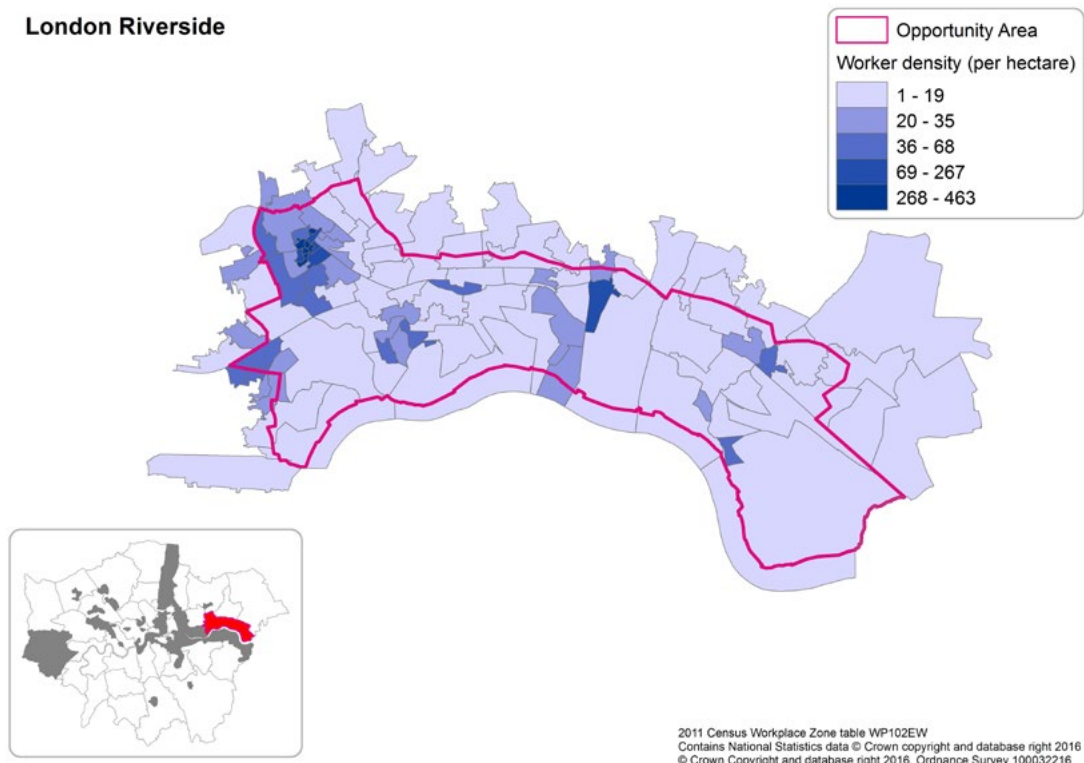 London Riverside
Opportunity Area
Worker density (per hectare)
1 - 19
20 - 35
36 - 68
69 - 267
268 - 463
2011 Census Workplace Zone table WP102EW
Contains National Statistics data © Crown copyright and database right 2016
© Crown Copyright and database right 2016. Ordnance Survey 100032216